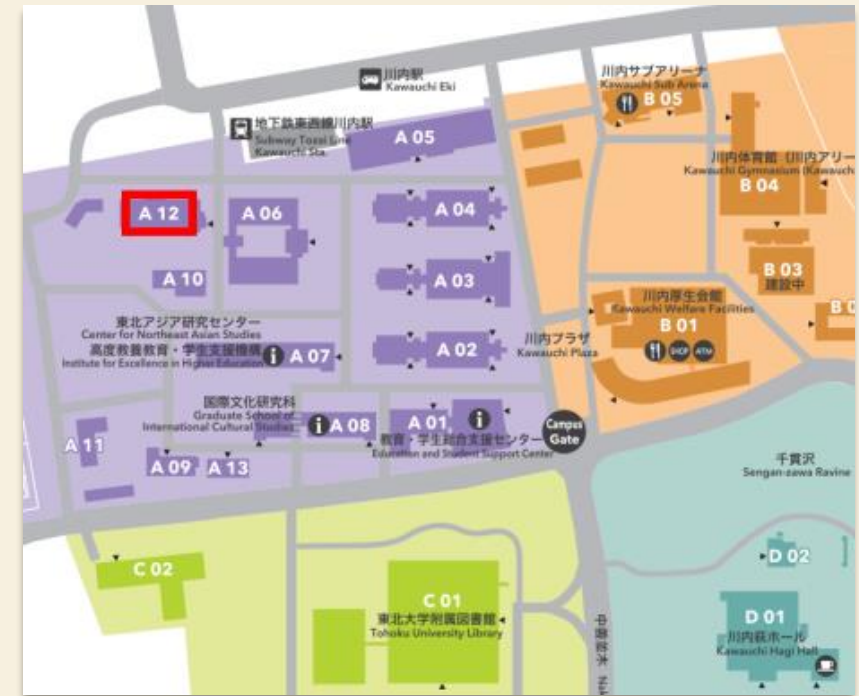 川内駅
Kawauchi Eki
地下鉄東西線川内駅
Subway Tozai Line
Kawauchi Sta.
A 05
川内サブアリーナ
Kawauchi Sub Arena
B 05
川内体育館（川内アリー
Kawauchi Gymnasium (Kawauch
B 04
A 12
A 06
A 04
A 10
A 03
B 03
建設中
川内厚生会館
Kawauchi Welfare Facilities
B 01
SHOP
ATM
東北アジア研究センター
Center for Northeast Asian Studies
高度教養教育・学生支援機構
Institute for Excellence in Higher Education
A 07
A 02
川内プラザ
Kawauchi Plaza
国際文化研究科
Graduate School of
International Cultural Studies
A 08
A 01
教育・学生総合支援センター
Education and Student Support Center
Campus
Gate
A 11
A 09
A 13
千貫沢
Sengan-zawa Ravine
C 02
D 02
C 01
東北大学附属図書館
Tohoku University Library
D 01
川内萩ホール
Kawauchi Hagi Hall
中善並木